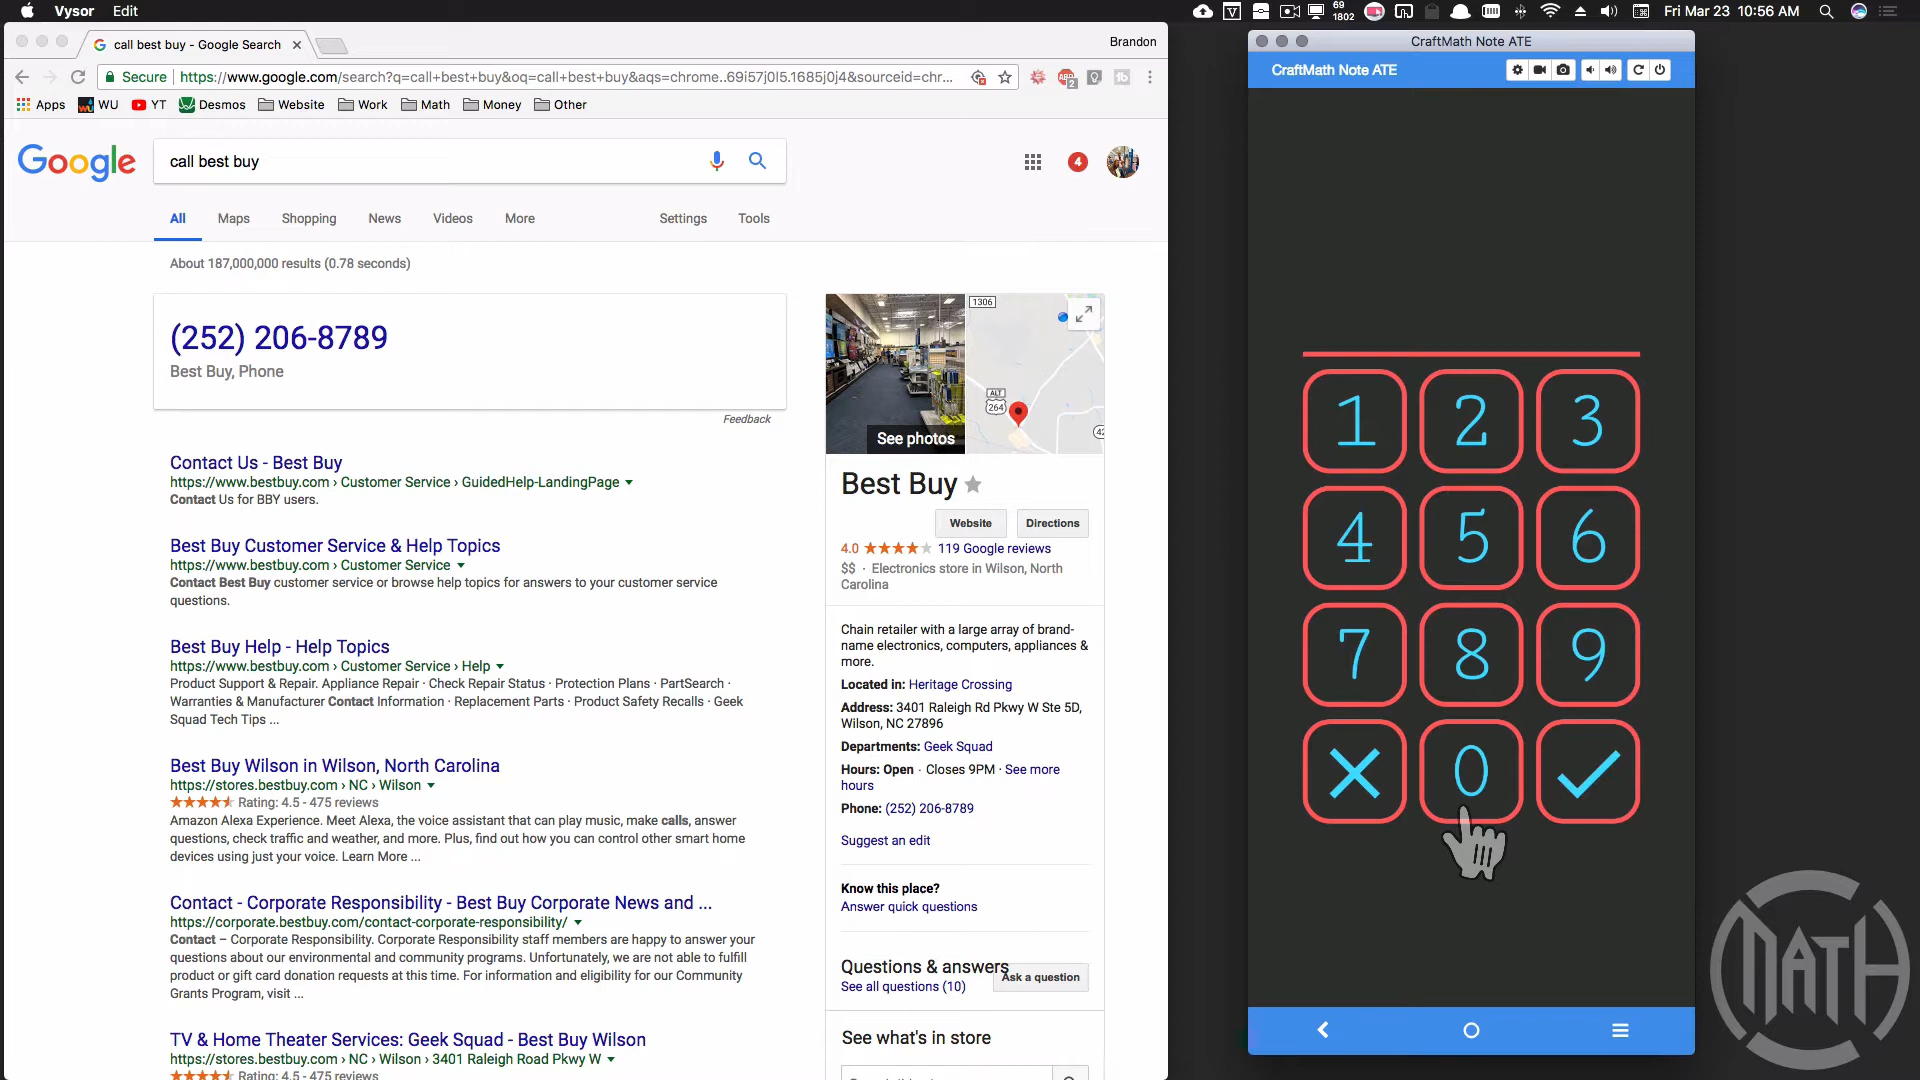 Vysor Edit
69
1802
Fri Mar 23 10:56 AM
call best buy - Google Search
Brandon
Secure https://www.google.com/search?q=call+best+buy&oq=call+best+buy&aqs=chrome..69i57j0l5.1685j0j4&sourceid=chr...
Apps WU YT Desmos Website Work Math Money Other
Google
call best buy
4
All Maps Shopping News Videos More Settings Tools
About 187,000,000 results (0.78 seconds)
(252) 206-8789
Best Buy, Phone
Feedback
Contact Us - Best Buy
https://www.bestbuy.com › Customer Service › GuidedHelp-LandingPage
Contact Us for BBY users.
Best Buy Customer Service & Help Topics
https://www.bestbuy.com › Customer Service
Contact Best Buy customer service or browse help topics for answers to your customer service
questions.
Best Buy Help - Help Topics
https://www.bestbuy.com › Customer Service › Help
Product Support & Repair. Appliance Repair · Check Repair Status · Protection Plans · PartSearch ·
Warranties & Manufacturer Contact Information · Replacement Parts · Product Safety Recalls · Geek
Squad Tech Tips ...
Best Buy Wilson in Wilson, North Carolina
https://stores.bestbuy.com › NC › Wilson
Rating: 4.5 - 475 reviews
Amazon Alexa Experience. Meet Alexa, the voice assistant that can play music, make calls, answer
questions, check traffic and weather, and more. Plus, find out how you can control other smart home
devices using just your voice. Learn More ...
Contact - Corporate Responsibility - Best Buy Corporate News and ...
https://corporate.bestbuy.com/contact-corporate-responsibility/
Contact – Corporate Responsibility. Corporate Responsibility staff members are happy to answer your
questions about our environmental and community programs. Unfortunately, we are not able to fulfill
product or gift card donation requests at this time. For information and eligibility for our Community
Grants Program, visit ...
TV & Home Theater Services: Geek Squad - Best Buy Wilson
https://stores.bestbuy.com › NC › Wilson › 3401 Raleigh Road Pkwy W
Rating: 4.5 - 475 reviews
1306
ALT
264
42
See photos
Best Buy
Website Directions
4.0 119 Google reviews
$$ · Electronics store in Wilson, North
Carolina
Chain retailer with a large array of brand-
name electronics, computers, appliances &
more.
Located in: Heritage Crossing
Address: 3401 Raleigh Rd Pkwy W Ste 5D,
Wilson, NC 27896
Departments: Geek Squad
Hours: Open · Closes 9PM · See more
hours
Phone: (252) 206-8789
Suggest an edit
Know this place?
Answer quick questions
Questions & answers
See all questions (10)
Ask a question
See what's in store
CraftMath Note ATE
CraftMath Note ATE
1 2 3
4 5 6
7 8 9
0
MATH